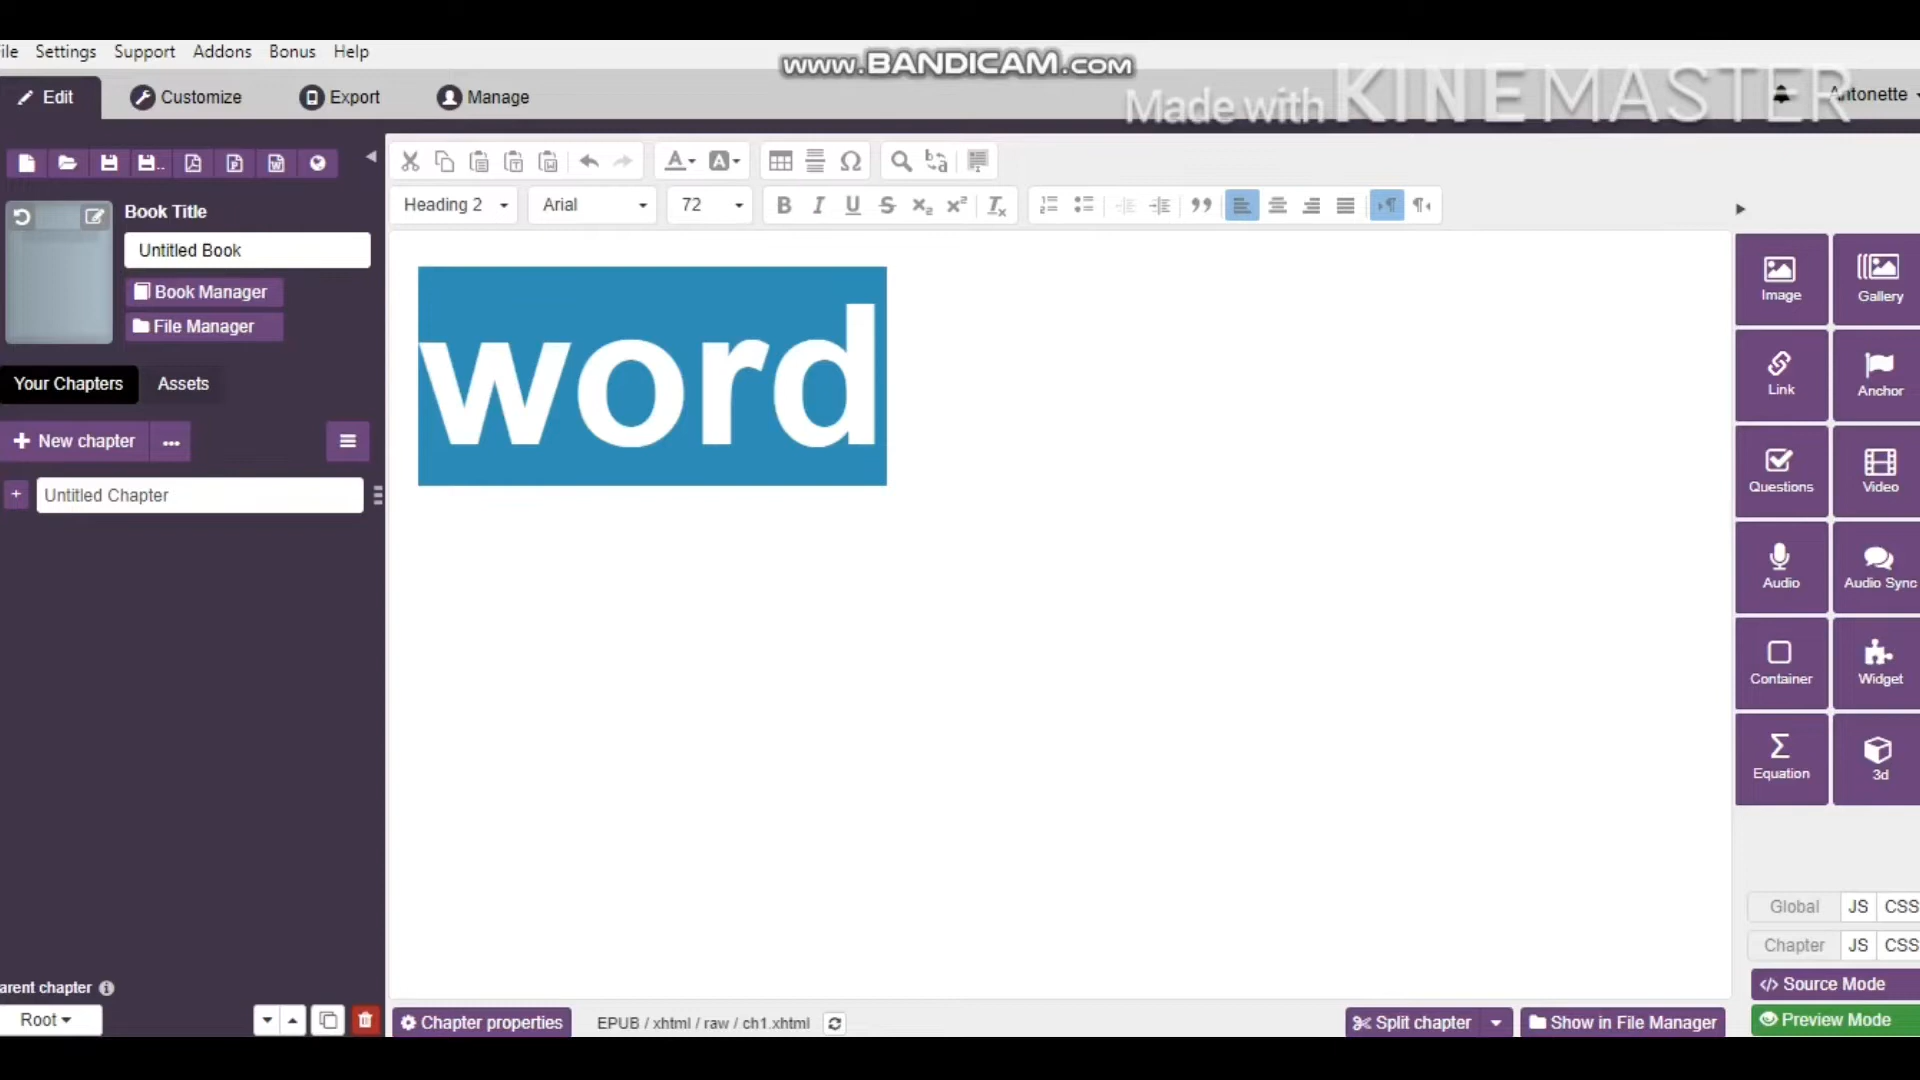 ile Settings Support Addons Bonus Help
www.BANDICAM.com
Made with KINEMASTER
Edit Customize Export Manage
Antonette
Heading 2 Arial 72
Book Title
Untitled Book
Book Manager
File Manager
Your Chapters Assets
New chapter ...
Untitled Chapter
word
Image Gallery
Link Anchor
Questions Video
Audio Audio Sync
Container Widget
Equation 3d
Global JS CSS
Chapter JS CSS
Source Mode
Preview Mode
arent chapter
Root
Chapter properties EPUB / xhtml / raw / ch1.xhtml Split chapter Show in File Manager